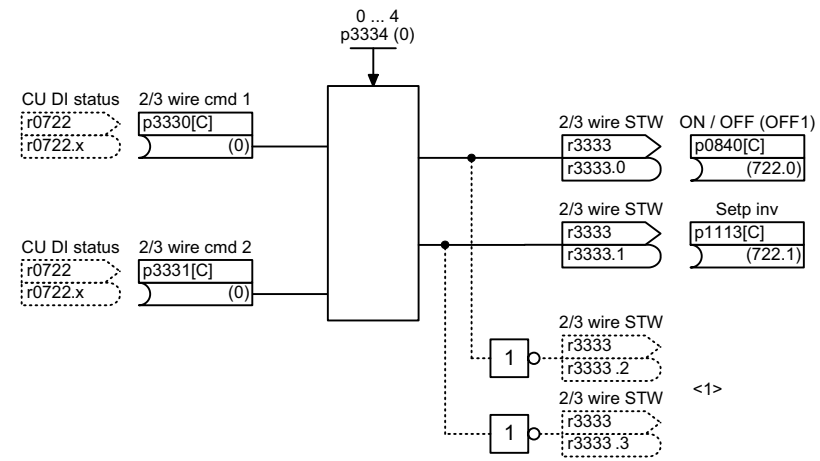 0 ... 4
p3334 (0)
CU DI status
r0722
r0722.x
2/3 wire cmd 1
p3330[C]
(0)
2/3 wire STW
r3333
r3333.0
ON / OFF (OFF1)
p0840[C]
(722.0)
CU DI status
r0722
r0722.x
2/3 wire cmd 2
p3331[C]
(0)
2/3 wire STW
r3333
r3333.1
Setp inv
p1113[C]
(722.1)
1
2/3 wire STW
r3333
r3333 .2
<1>
1
2/3 wire STW
r3333
r3333 .3